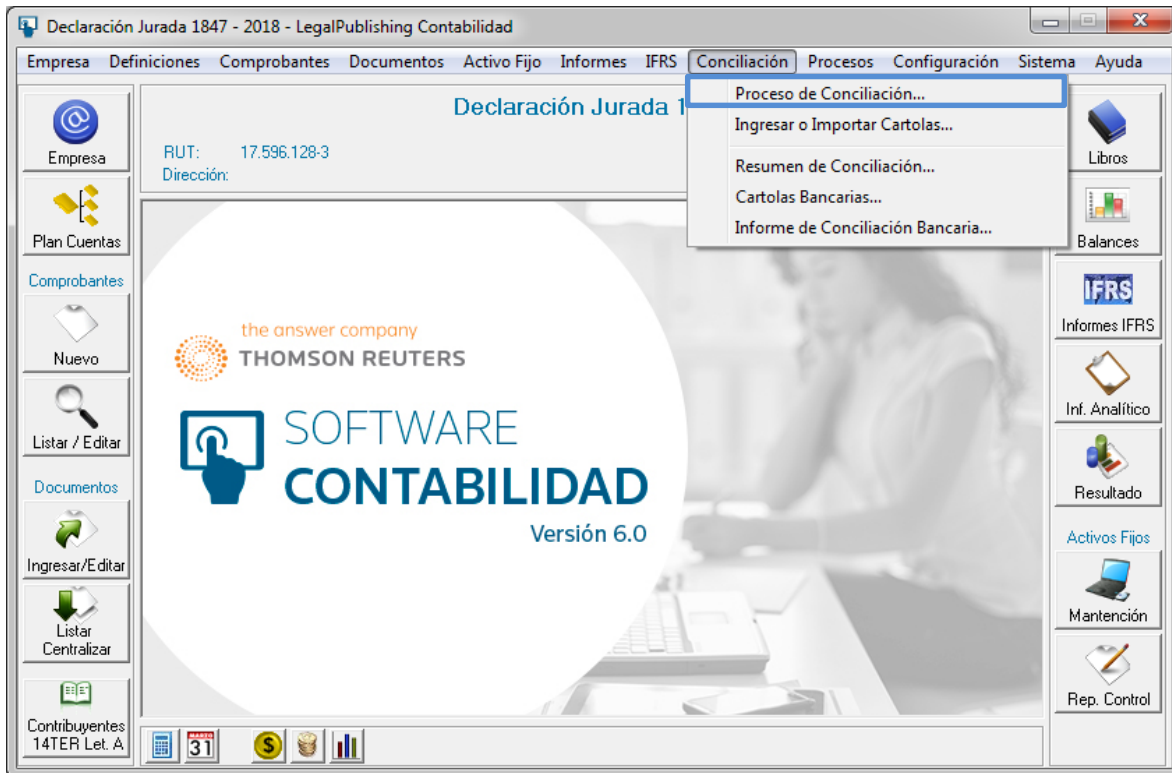 Declaración Jurada 1847 - 2018 - LegalPublishing Contabilidad
Empresa Definiciones Comprobantes Documentos Activo Fijo Informes IFRS Conciliación Procesos Configuración Sistema Ayuda
Proceso de Conciliación...
Ingresar o Importar Cartolas...
Resumen de Conciliación...
Cartolas Bancarias...
Informe de Conciliación Bancaria...
Declaración Jurada 1
RUT: 17.596.128-3
Dirección:
Empresa
Plan Cuentas
Comprobantes
Nuevo
Listar / Editar
Documentos
Ingresar/Editar
Listar
Centralizar
Contribuyentes
14TER Let. A
the answer company
THOMSON REUTERS
SOFTWARE
CONTABILIDAD
Versión 6.0
MARZO
31
Libros
Balances
IFRS
Informes IFRS
Inf. Analítico
Resultado
Activos Fijos
Mantención
Rep. Control